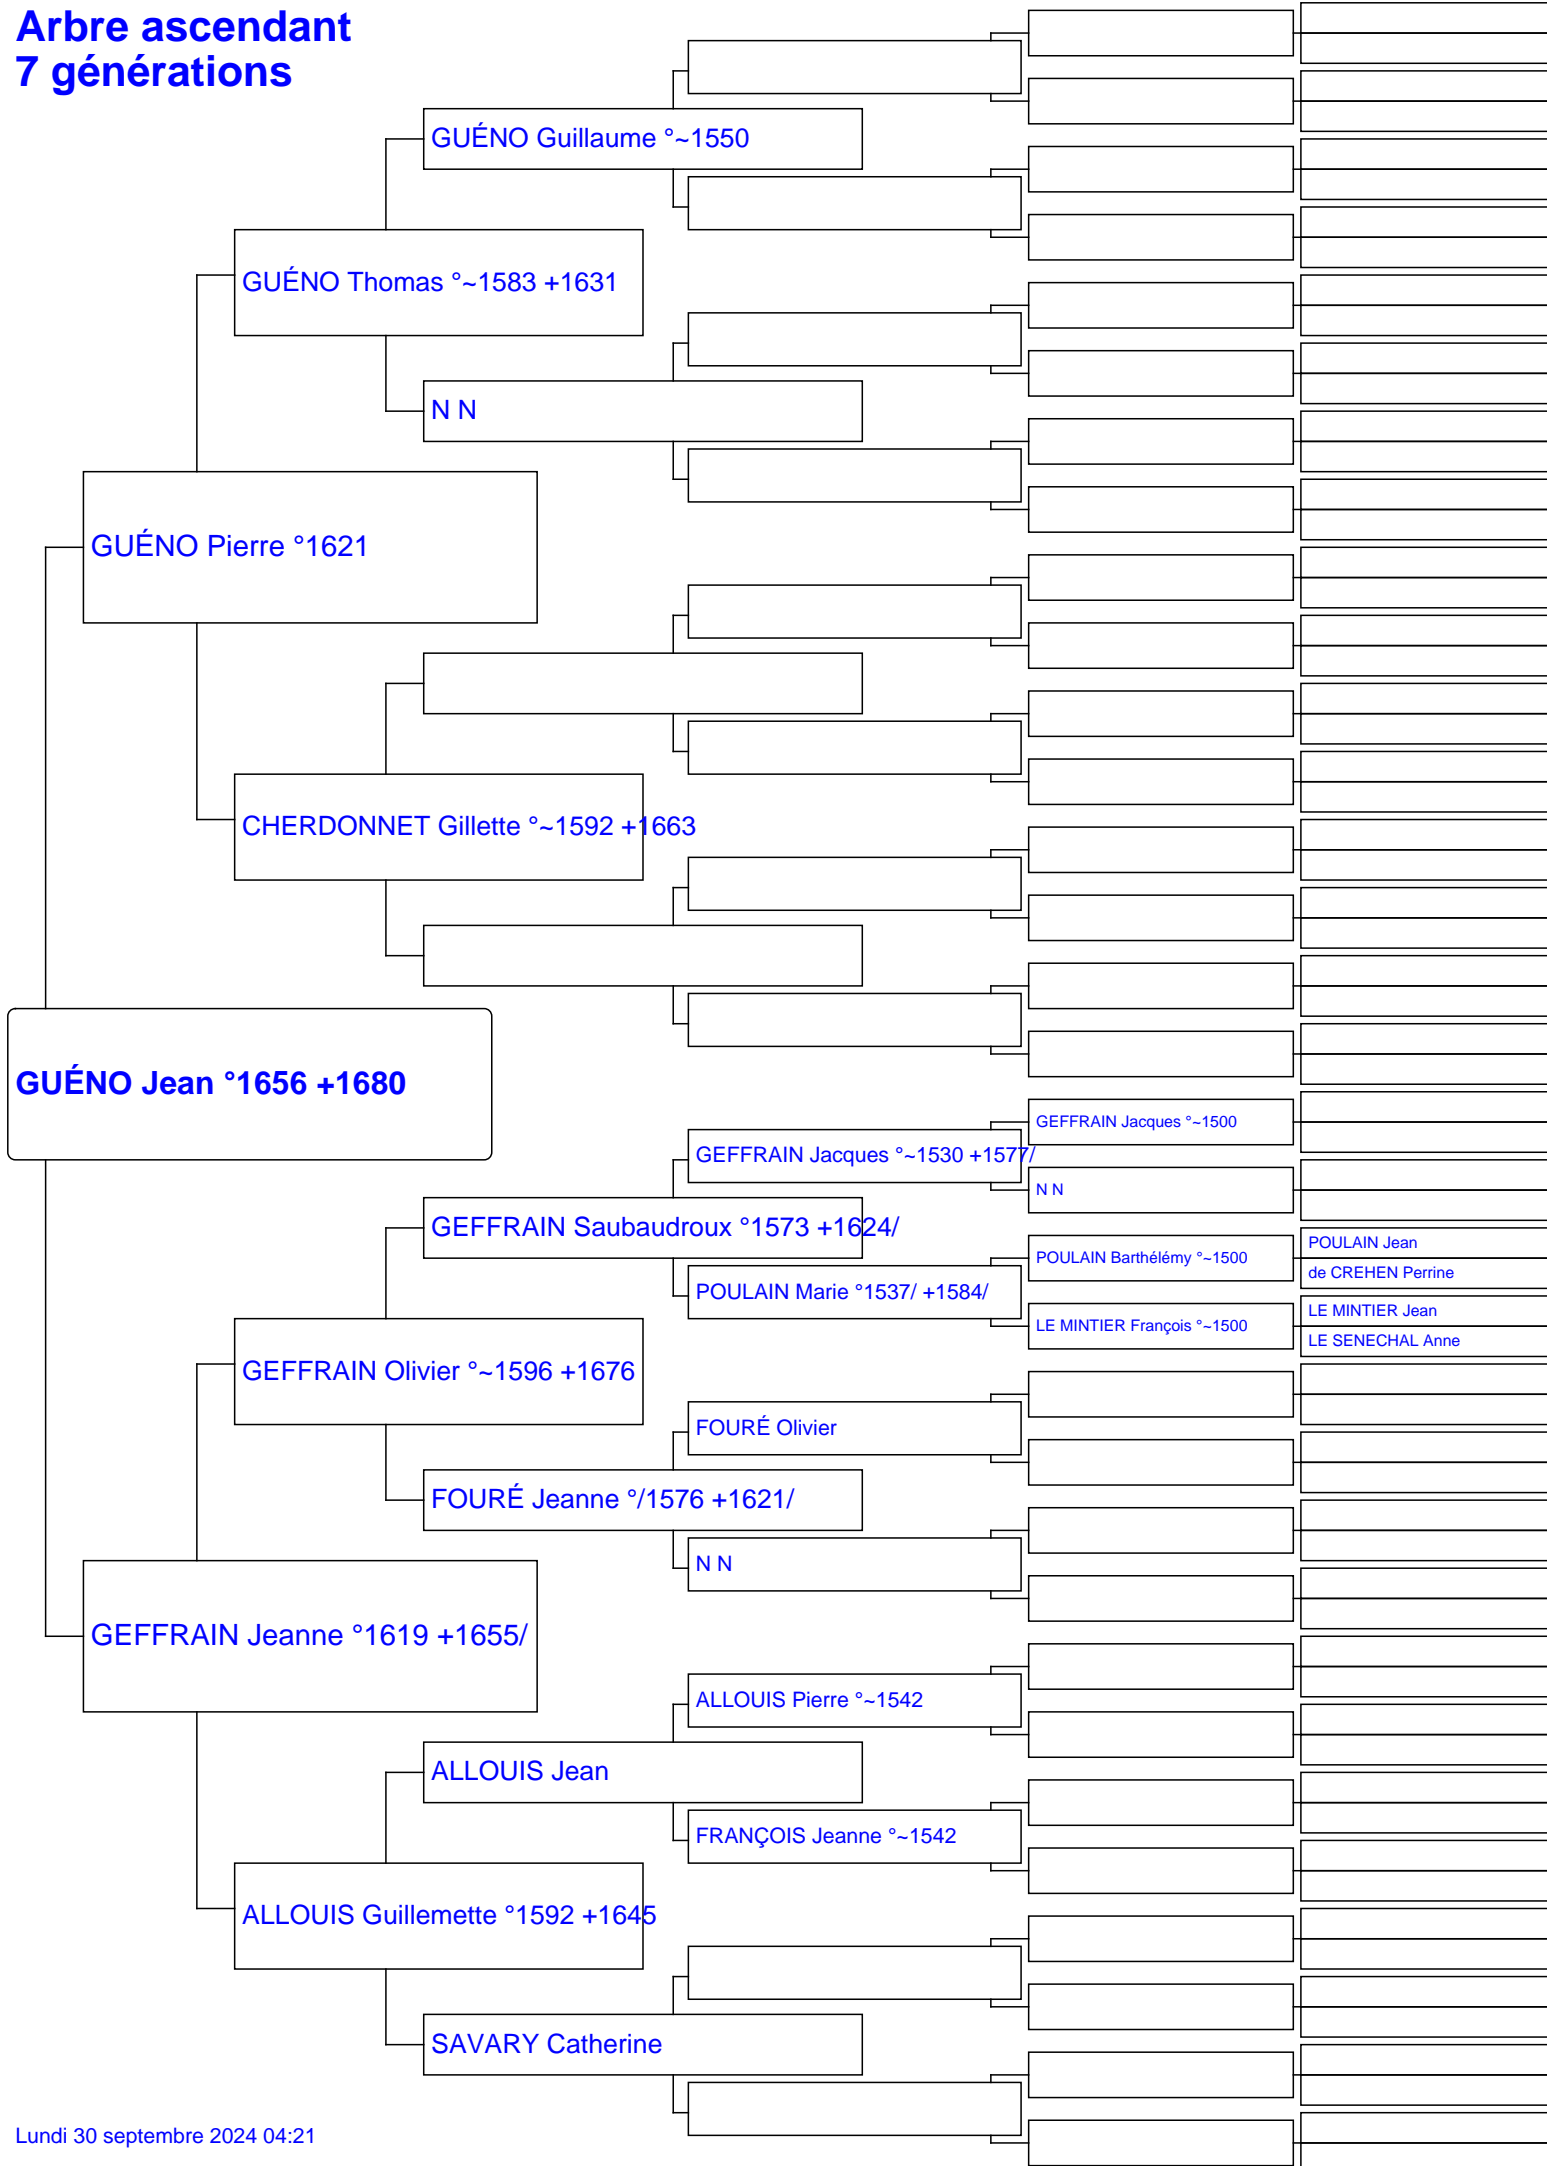 Arbre ascendant
7 générations
GUÉNO Guillaume °~1550
GUÉNO Thomas °~1583 +1631
N N
GUÉNO Pierre °1621
CHERDONNET Gillette °~1592 +1663
GUÉNO Jean °1656 +1680
GEFFRAIN Jacques °~1500
GEFFRAIN Jacques °~1530 +1577/
N N
GEFFRAIN Saubaudroux °1573 +1624/
POULAIN Jean
POULAIN Barthélémy °~1500
de CREHEN Perrine
POULAIN Marie °1537/ +1584/
LE MINTIER Jean
LE MINTIER François °~1500
LE SENECHAL Anne
GEFFRAIN Olivier °~1596 +1676
FOURÉ Olivier
FOURÉ Jeanne °/1576 +1621/
N N
GEFFRAIN Jeanne °1619 +1655/
ALLOUIS Pierre °~1542
ALLOUIS Jean
FRANÇOIS Jeanne °~1542
ALLOUIS Guillemette °1592 +1645
SAVARY Catherine
Lundi 30 septembre 2024 04:21